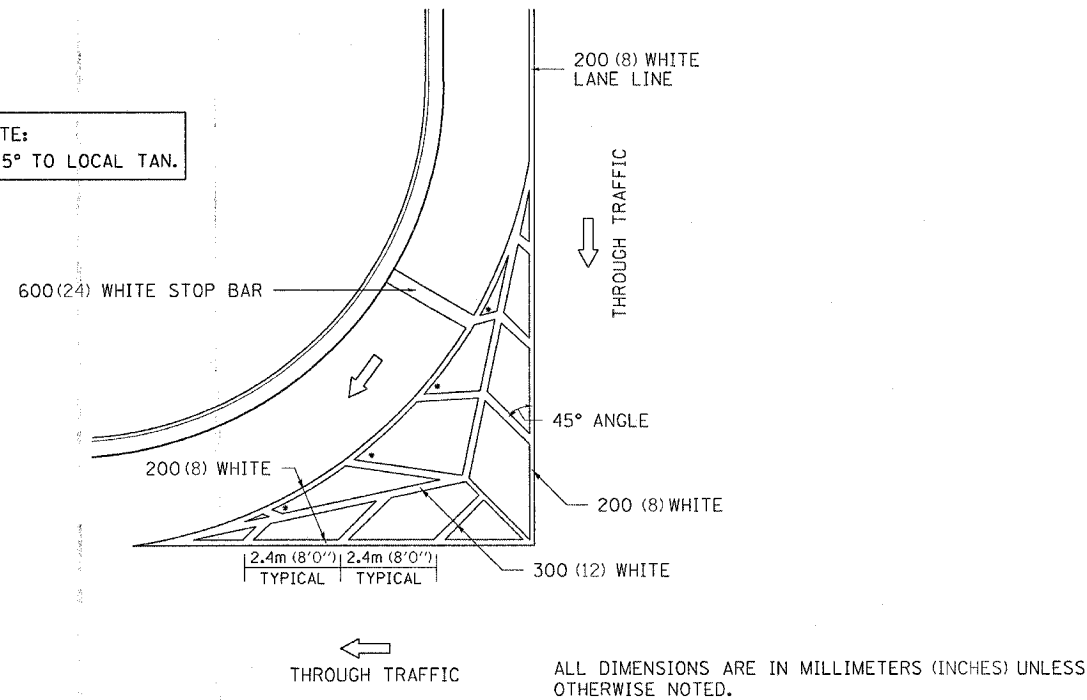 200 (8) WHITE
LANE LINE
TE:
5° TO LOCAL TAN.
THROUGH TRAFFIC
600(24) WHITE STOP BAR
45° ANGLE
200 (8) WHITE
200 (8) WHITE
2.4m (8'0'') 2.4m (8'0'')
TYPICAL TYPICAL
300 (12) WHITE
THROUGH TRAFFIC
ALL DIMENSIONS ARE IN MILLIMETERS (INCHES) UNLESS
OTHERWISE NOTED.